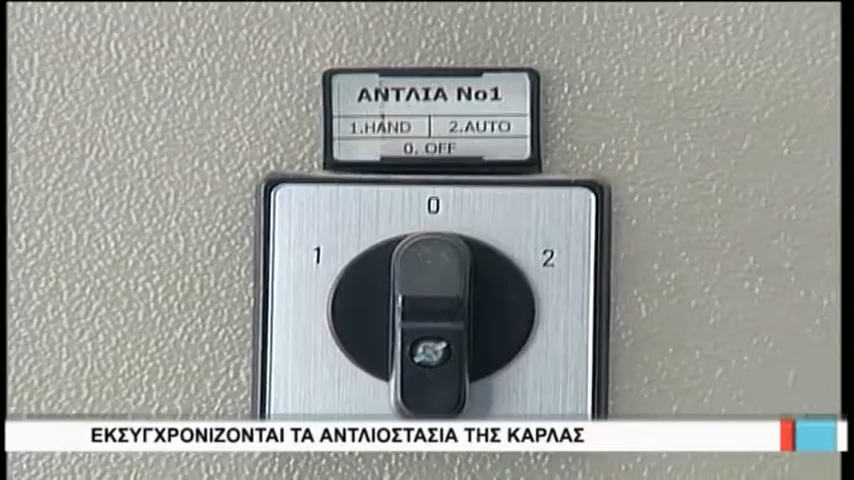 ΑΝΤΛΙΑ Νο1
1.HAND 2.AUTO
0. OFF
0
1 2
ΕΚΣΥΓΧΡΟΝΙΖΟΝΤΑΙ ΤΑ ΑΝΤΛΙΟΣΤΑΣΙΑ ΤΗΣ ΚΑΡΛΑΣ